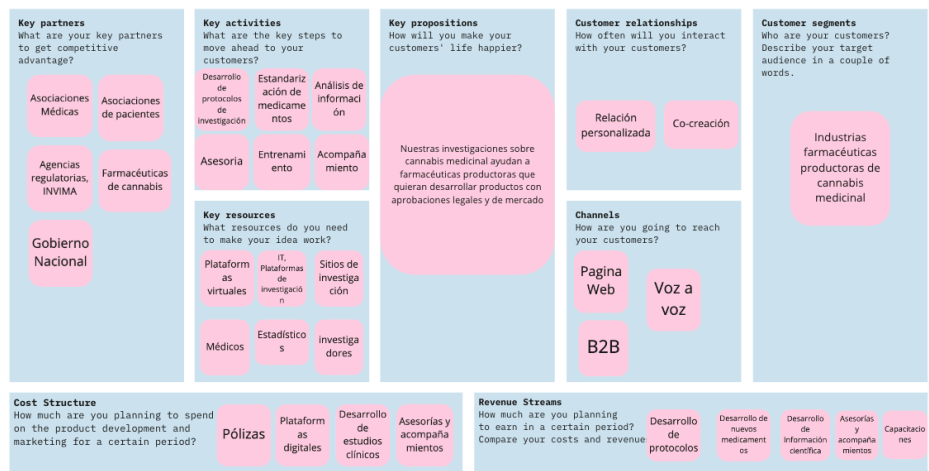 Key partners
What are your key partners
to get competitive
advantage?
Asociaciones
Médicas
Asociaciones
de pacientes
Agencias
regulatorias,
INVIMA
Farmacéuticas
de cannabis
Gobierno
Nacional
Key activities
What are the key steps to
move ahead to your
customers?
Desarrollo
de
protocolos
de
investigación
Estandariz
ación de
medicame
ntos
Análisis de
informaci
ón
Asesoria
Entrenami
ento
Acompaña
miento
Key resources
What resources do you need
to make your idea work?
Plataform
as
virtuales
IT,
Plataformas
de
investigació
n
Sitios de
investiga
ción
Médicos
Estadístico
s
investiga
dores
Key propositions
How will you make your
customers' life happier?
Nuestras investigaciones sobre
cannabis medicinal ayudan a
farmacéuticas productoras que
quieran desarrollar productos con
aprobaciones legales y de mercado
Customer relationships
How often will you interact
with your customers?
Relación
personalizada
Co-creación
Channels
How are you going to reach
your customers?
Pagina
Web
Voz a
voz
B2B
Customer segments
Who are your customers?
Describe your target
audience in a couple of
words.
Industrias
farmacéuticas
productoras de
cannabis
medicinal
Cost Structure
How much are you planning to spend
on the product development and
marketing for a certain period?
Pólizas
Plataform
as
digitales
Desarrollo
de
estudios
clínicos
Asesorías y
acompaña
mientos
Revenue Streams
How much are you planning
to earn in a certain period?
Compare your costs and revenue
Desarrollo
de
protocolos
Desarrollo de
nuevos
medicament
os
Desarrollo
de
Información
científica
Asesorías
y
acompaña
mientos
Capacitacio
nes